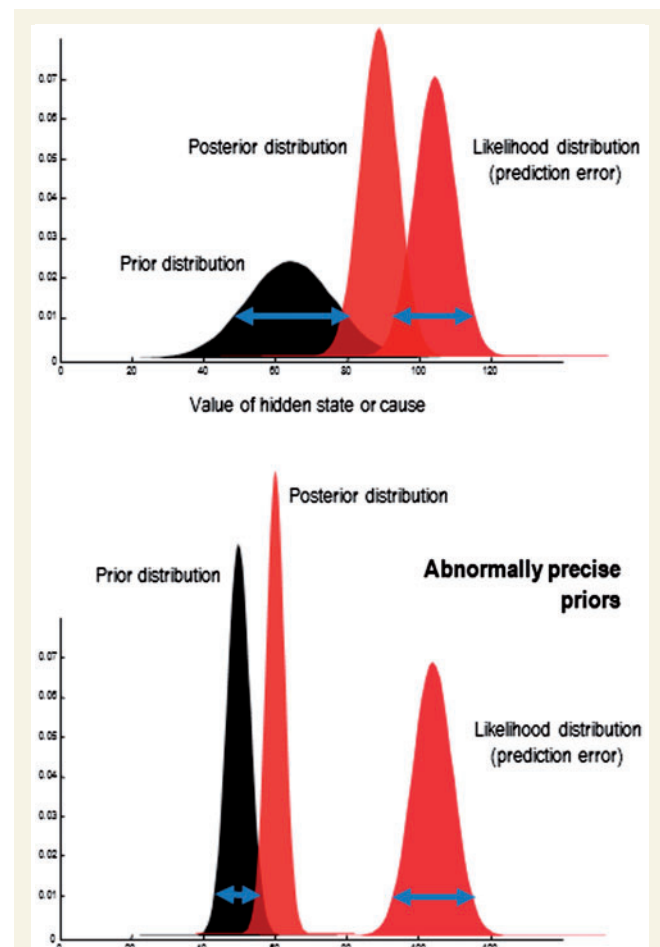 0.07
0.06
0.05
0.04
0.03
0.02
0.01
0
Posterior distribution
Likelihood distribution
(prediction error)
Prior distribution
0 20 40 60 80 100 120
Value of hidden state or cause
Posterior distribution
Prior distribution
Abnormally precise
priors
0.07
0.06
0.05
0.04
0.03
0.02
0.01
0
Likelihood distribution
(prediction error)